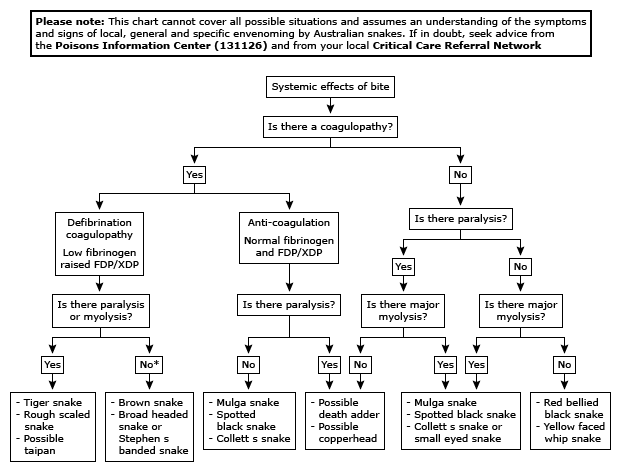 Please note: This chart cannot cover all possible situations and assumes an understanding of the symptoms
and signs of local, general and specific envenoming by Australian snakes. If in doubt, seek advice from
the Poisons Information Center (131126) and from your local Critical Care Referral Network
Systemic effects of bite
Is there a coagulopathy?
Yes
No
Defibrination
coagulopathy
Low fibrinogen
raised FDP/XDP
Anti-coagulation
Normal fibrinogen
and FDP/XDP
Is there paralysis?
Yes
No
Is there paralysis
or myolysis?
Is there paralysis?
Is there major
myolysis?
Is there major
myolysis?
Yes
No*
No
Yes
No
Yes
Yes
No
- Tiger snake
- Rough scaled
snake
- Possible
taipan
- Brown snake
- Broad headed
snake or
Stephen s
banded snake
- Mulga snake
- Spotted
black snake
- Collett s snake
- Possible
death adder
- Possible
copperhead
- Mulga snake
- Spotted black snake
- Collett s snake or
small eyed snake
- Red bellied
black snake
- Yellow faced
whip snake